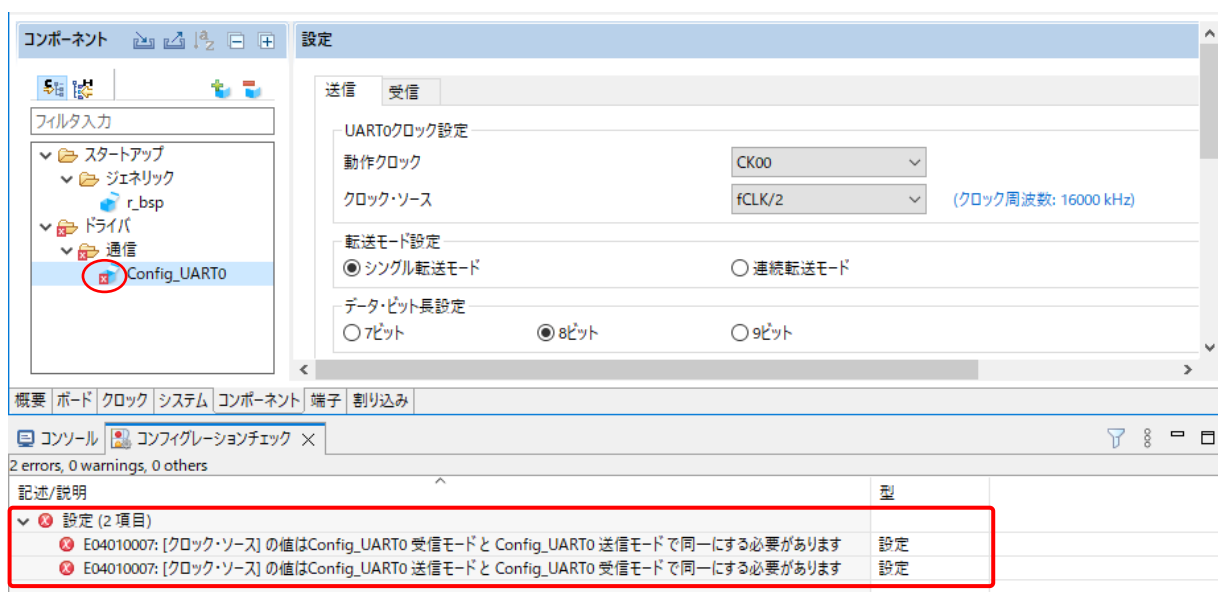 コンポーネント
設定
フィルタ入力
スタートアップ
ジェネリック
r_bsp
ドライバ
通信
Config_UART0
送信 受信
UART0クロック設定
動作クロック CK00
クロック・ソース fCLK/2 (クロック周波数: 16000 kHz)
転送モード設定
シングル転送モード 連続転送モード
データ・ビット長設定
7ビット 8ビット 9ビット
概要 ボード クロック システム コンポーネント 端子 割り込み
コンソール コンフィグレーションチェック
2 errors, 0 warnings, 0 others
記述/説明 型
設定 (2 項目)
E04010007: [クロック・ソース] の値はConfig_UART0 受信モードと Config_UART0 送信モードで同一にする必要があります 設定
E04010007: [クロック・ソース] の値はConfig_UART0 送信モードと Config_UART0 受信モードで同一にする必要があります 設定